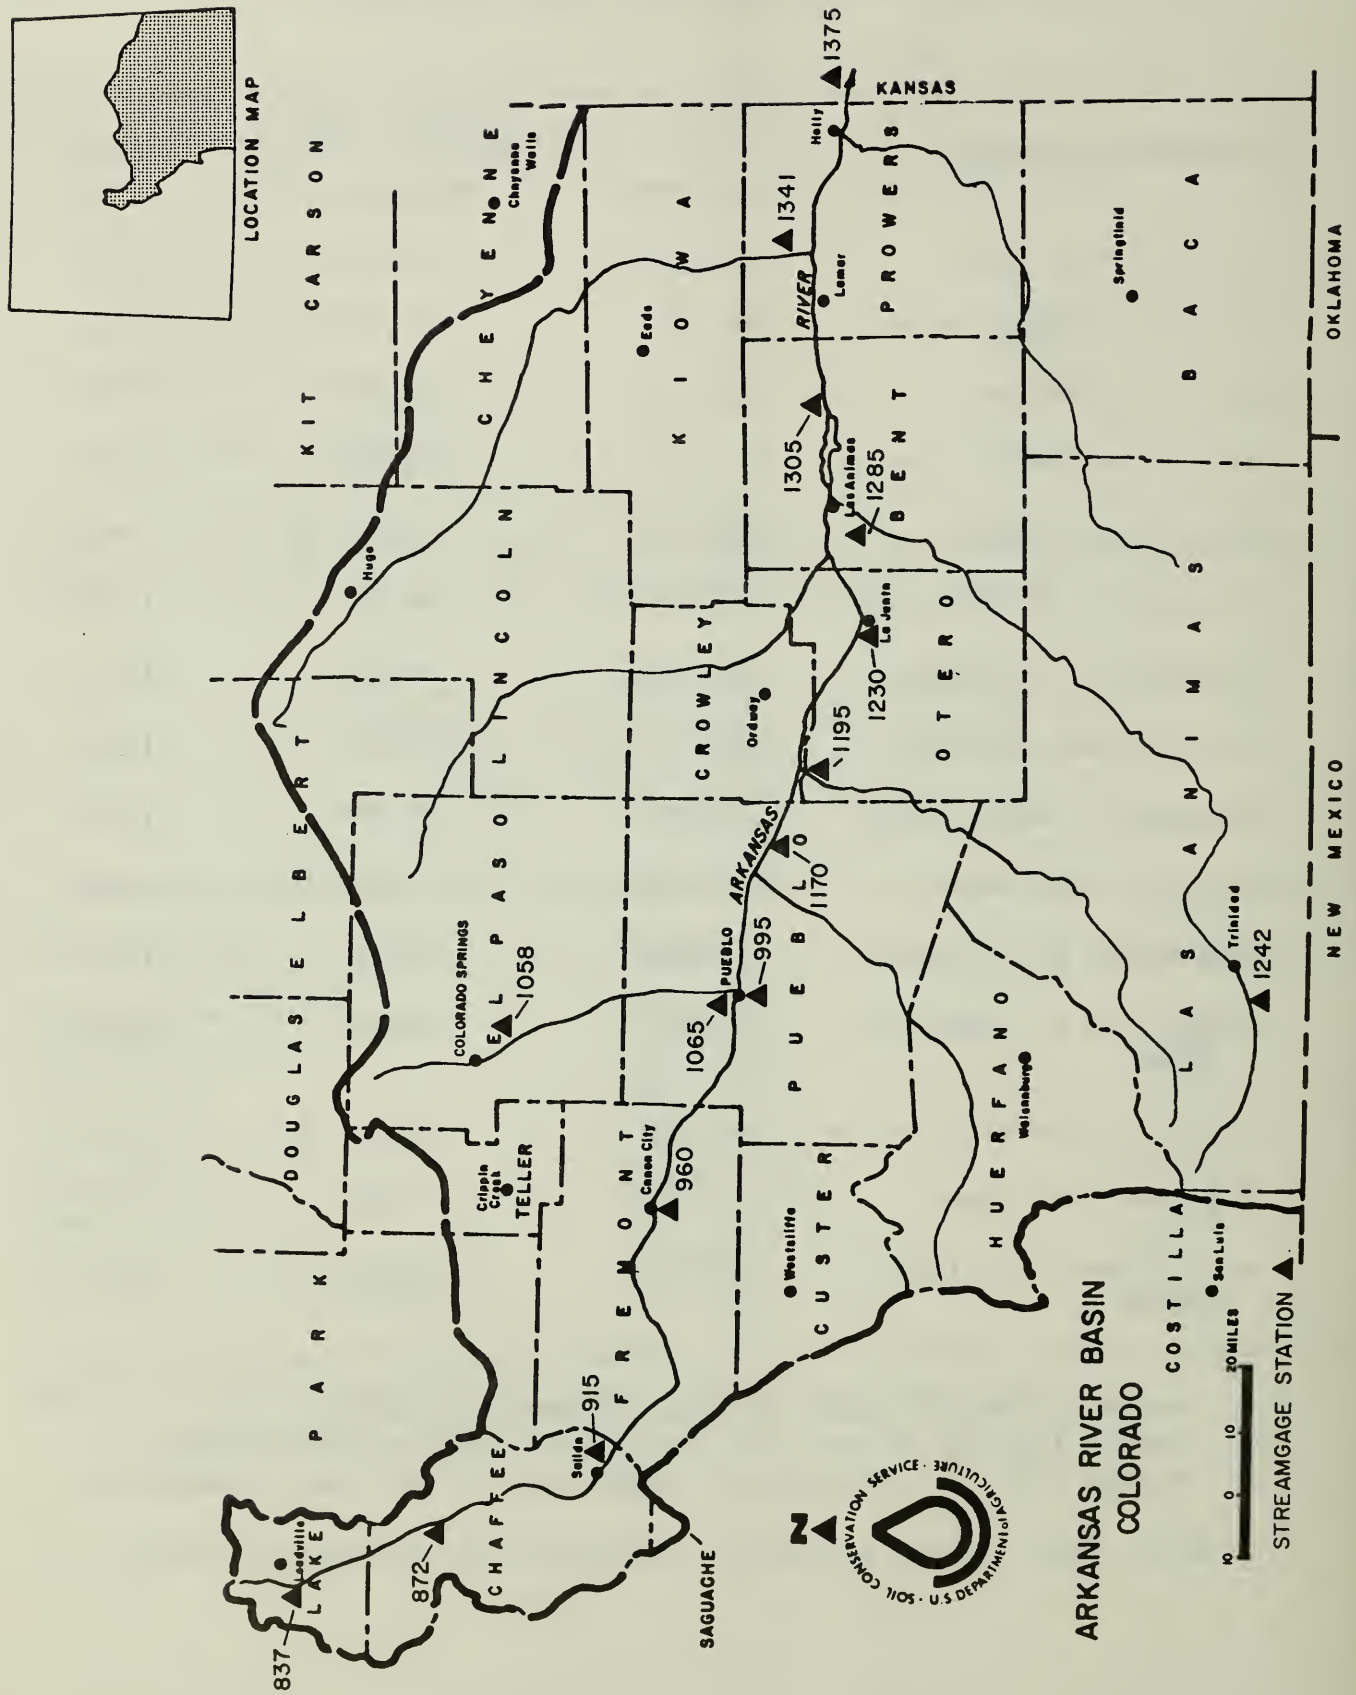 LOCATION MAP
KIT CARSON
CHEYENNE
Cheyenne
Wells
KIOWA
Eads
1341
1375
KANSAS
Holly
PROWERS
RIVER
Lamar
Springfield
BACA
OKLAHOMA
1305
Las Animas
1285
BENT
Hugo
LINCOLN
CROWLEY
Ordway
La Junta
1230
1195
OTERO
LAS ANIMAS
ELBERT
DOUGLAS
EL PASO
COLORADO SPRINGS
1058
ARKANSAS
1170
PUEBLO
1065
995
PUEBLO
Trinidad
1242
NEW MEXICO
HUERFANO
Walsenburg
PARK
Cripple
Creek
TELLER
FREMONT
Canon City
960
Westcliffe
CUSTER
COSTILLA
San Luis
Leadville
LAKE
837
872
CHAFFEE
Salida
915
SAGUACHE
N
SOIL CONSERVATION SERVICE · U.S DEPARTMENT of AGRICULTURE ·
ARKANSAS RIVER BASIN
COLORADO
10 0 10 20 MILES
STREAMGAGE STATION